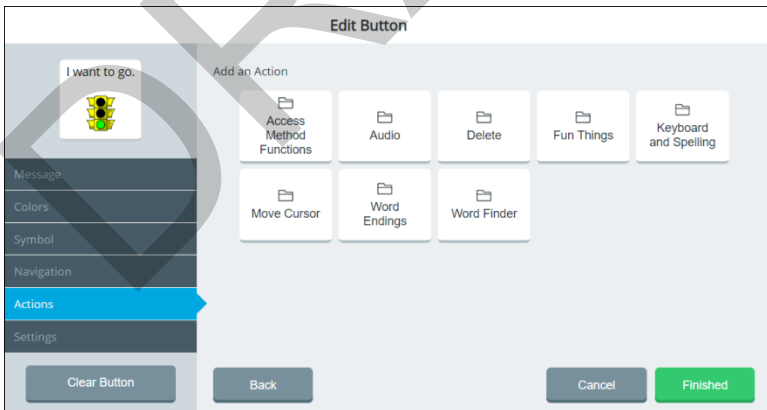 Edit Button
I want to go.
Message
Colors
Symbol
Navigation
Actions
Settings
Clear Button
Add an Action
Access
Method
Functions
Audio
Delete
Fun Things
Keyboard
and Spelling
Move Cursor
Word
Endings
Word Finder
Back
Cancel
Finished